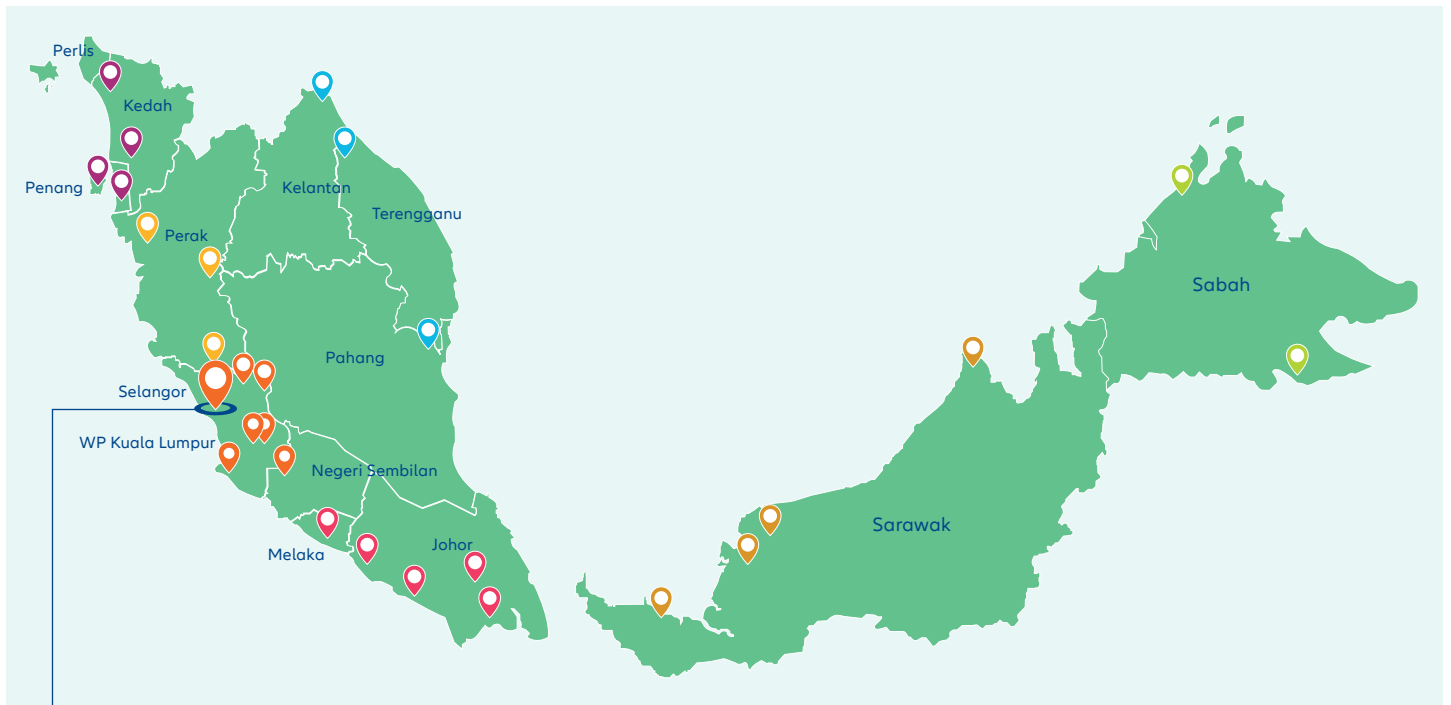 Perlis
Kedah
Penang
Kelantan
Terengganu
Perak
Pahang
Selangor
WP Kuala Lumpur
Negeri Sembilan
Melaka
Johor
Sabah
Sarawak